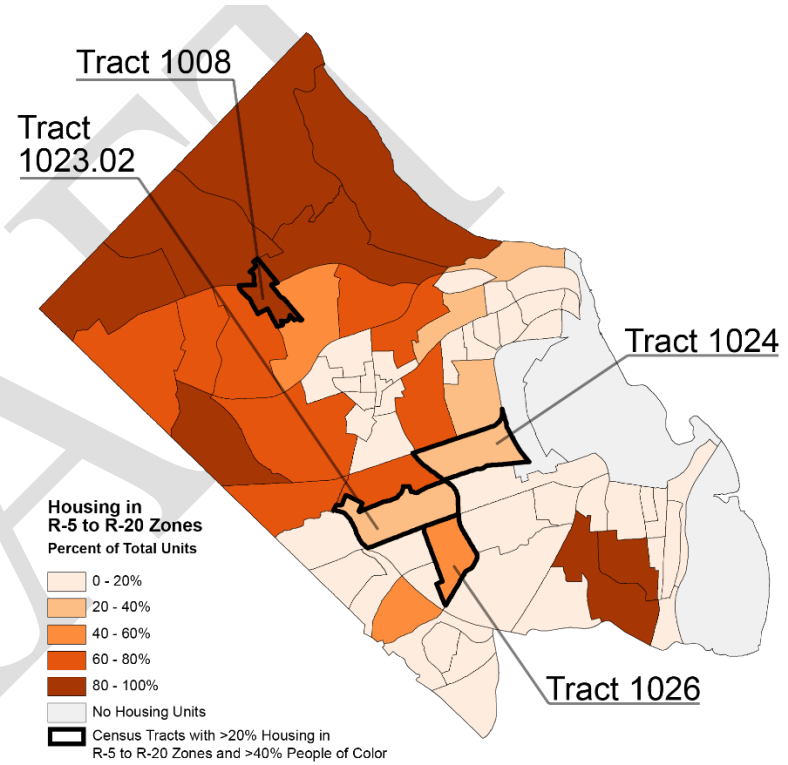 Tract 1008
Tract
1023.02
Tract 1024
Housing in
R-5 to R-20 Zones
Percent of Total Units
0 - 20%
20 - 40%
40 - 60%
60 - 80%
80 - 100%
No Housing Units
Census Tracts with >20% Housing in
R-5 to R-20 Zones and >40% People of Color
Tract 1026